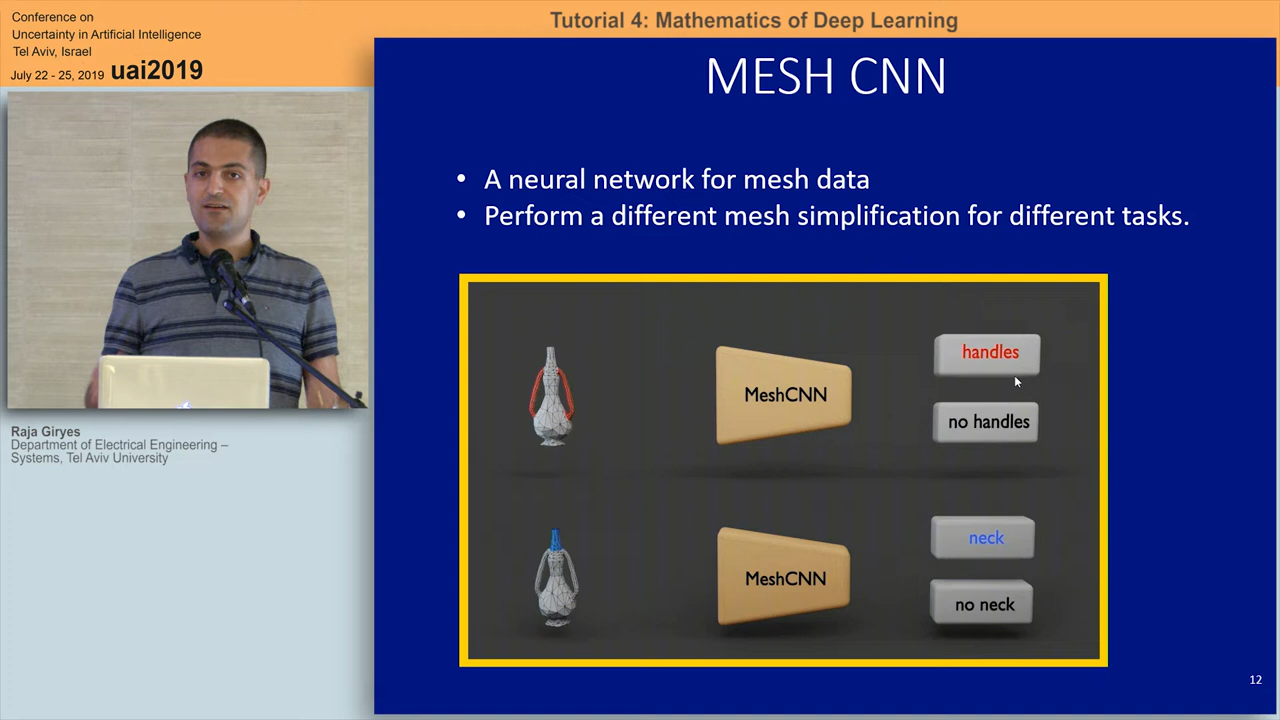 Conference on
Uncertainty in Artificial Intelligence
Tel Aviv, Israel
July 22 - 25, 2019 uai2019
Tutorial 4: Mathematics of Deep Learning
MESH CNN
• A neural network for mesh data
• Perform a different mesh simplification for different tasks.
MeshCNN
handles
no handles
MeshCNN
neck
no neck
Raja Giryes
Department of Electrical Engineering –
Systems, Tel Aviv University
12